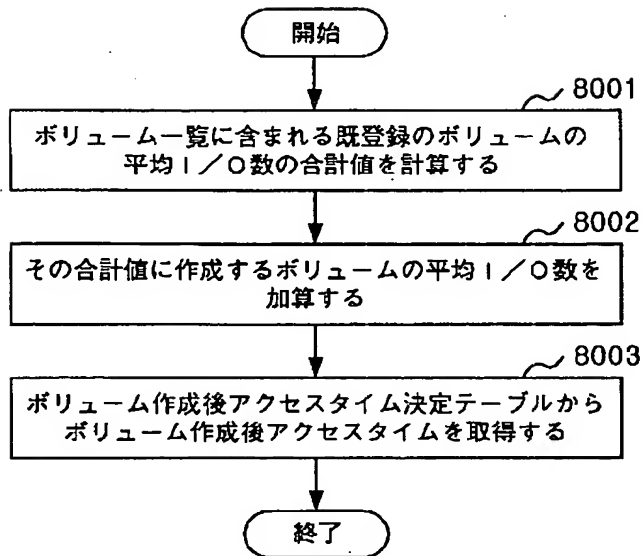 開始
8001
ボリューム一覧に含まれる既登録のボリュームの
平均I/O数の合計値を計算する
8002
その合計値に作成するボリュームの平均I/O数を
加算する
8003
ボリューム作成後アクセスタイム決定テーブルから
ボリューム作成後アクセスタイムを取得する
終了